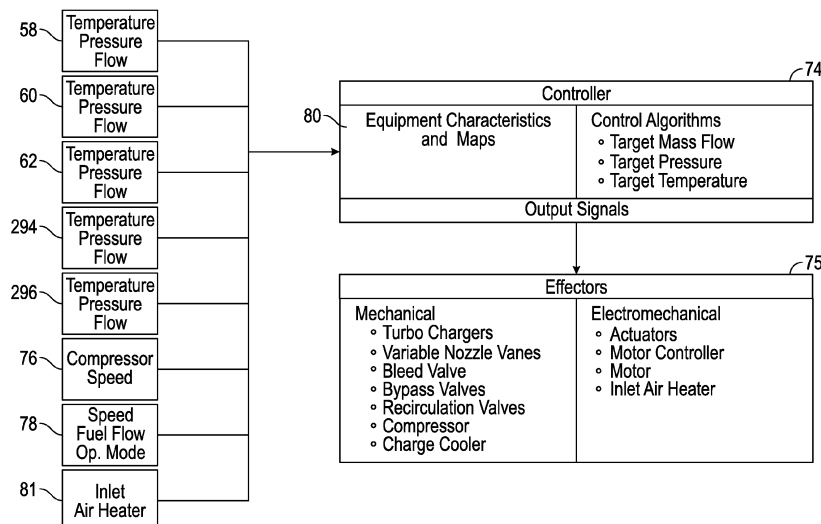 58
Temperature
Pressure
Flow
60
Temperature
Pressure
Flow
62
Temperature
Pressure
Flow
294
Temperature
Pressure
Flow
296
Temperature
Pressure
Flow
76
Compressor
Speed
78
Speed
Fuel Flow
Op. Mode
81
Inlet
Air Heater
74
Controller
80
Equipment Characteristics
and Maps
Control Algorithms
Target Mass Flow
Target Pressure
Target Temperature
Output Signals
75
Effectors
Mechanical
Turbo Chargers
Variable Nozzle Vanes
Bleed Valve
Bypass Valves
Recirculation Valves
Compressor
Charge Cooler
Electromechanical
Actuators
Motor Controller
Motor
Inlet Air Heater